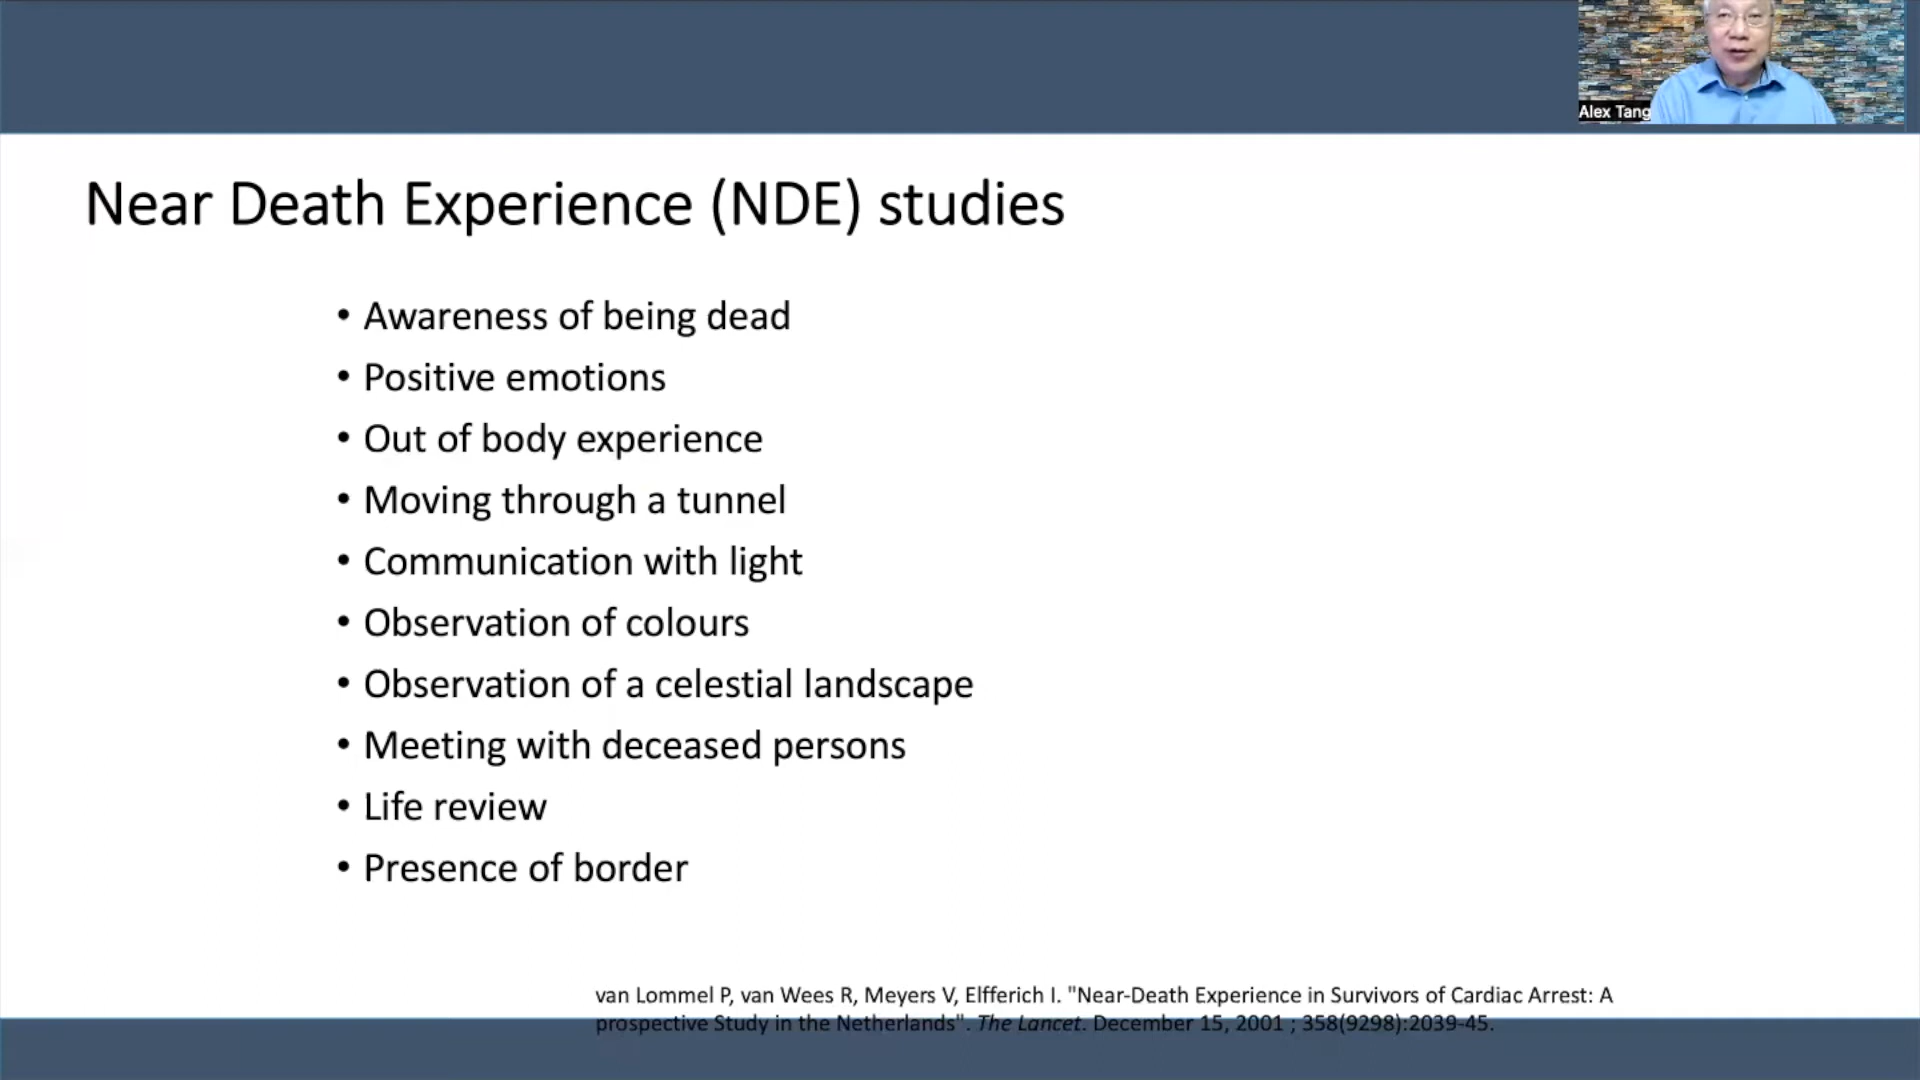 Alex Tang
Near Death Experience (NDE) studies
• Awareness of being dead
• Positive emotions
• Out of body experience
• Moving through a tunnel
• Communication with light
• Observation of colours
• Observation of a celestial landscape
• Meeting with deceased persons
• Life review
• Presence of border
van Lommel P, van Wees R, Meyers V, Elfferich I. "Near-Death Experience in Survivors of Cardiac Arrest: A
prospective Study in the Netherlands". The Lancet. December 15, 2001 ; 358(9298):2039-45.